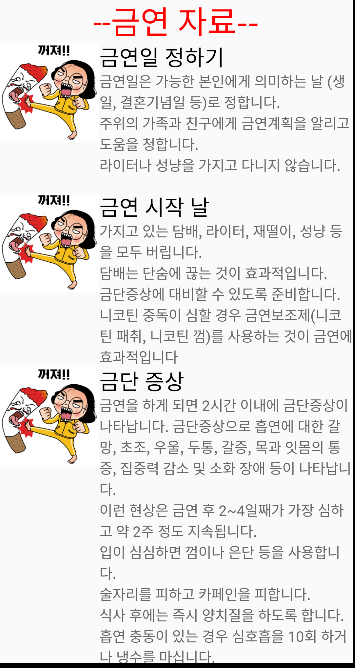 --금연 자료--
꺼져!!
금연일 정하기
금연일은 가능한 본인에게 의미하는 날 (생
일, 결혼기념일 등)로 정합니다.
주위의 가족과 친구에게 금연계획을 알리고
도움을 청합니다.
라이터나 성냥을 가지고 다니지 않습니다.
꺼져!!
금연 시작 날
가지고 있는 담배, 라이터, 재떨이, 성냥 등
을 모두 버립니다.
담배는 단숨에 끊는 것이 효과적입니다.
금단증상에 대비할 수 있도록 준비합니다.
니코틴 중독이 심할 경우 금연보조제(니코
틴 패취, 니코틴 껌)를 사용하는 것이 금연에
효과적입니다
꺼져!!
금단 증상
금연을 하게 되면 2시간 이내에 금단증상이
나타납니다. 금단증상으로 흡연에 대한 갈
망, 초조, 우울, 두통, 갈증, 목과 잇몸의 통
증, 집중력 감소 및 소화 장애 등이 나타납니
다.
이런 현상은 금연 후 2~4일째가 가장 심하
고 약 2주 정도 지속됩니다.
입이 심심하면 껌이나 은단 등을 사용합니
다.
술자리를 피하고 카페인을 피합니다.
식사 후에는 즉시 양치질을 하도록 합니다.
흡연 충동이 있는 경우 심호흡을 10회 하거
나 냉수를 마십니다.